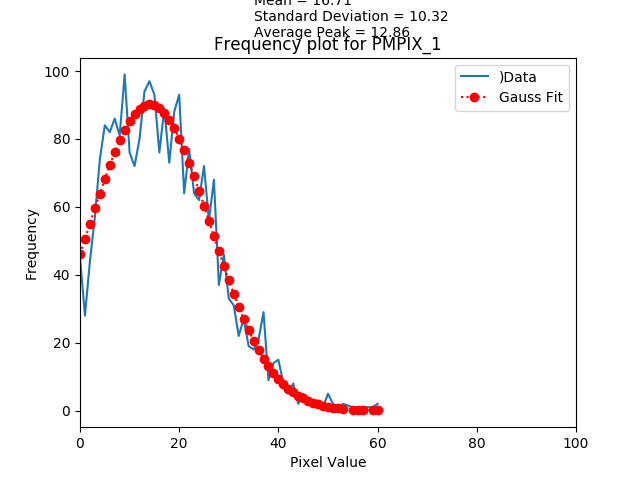 Mean = 16.71
Standard Deviation = 10.32
Average Peak = 12.86
Frequency plot for PMPIX_1
)Data
Gauss Fit
100
80
60
40
20
0
Frequency
0 20 40 60 80 100
Pixel Value